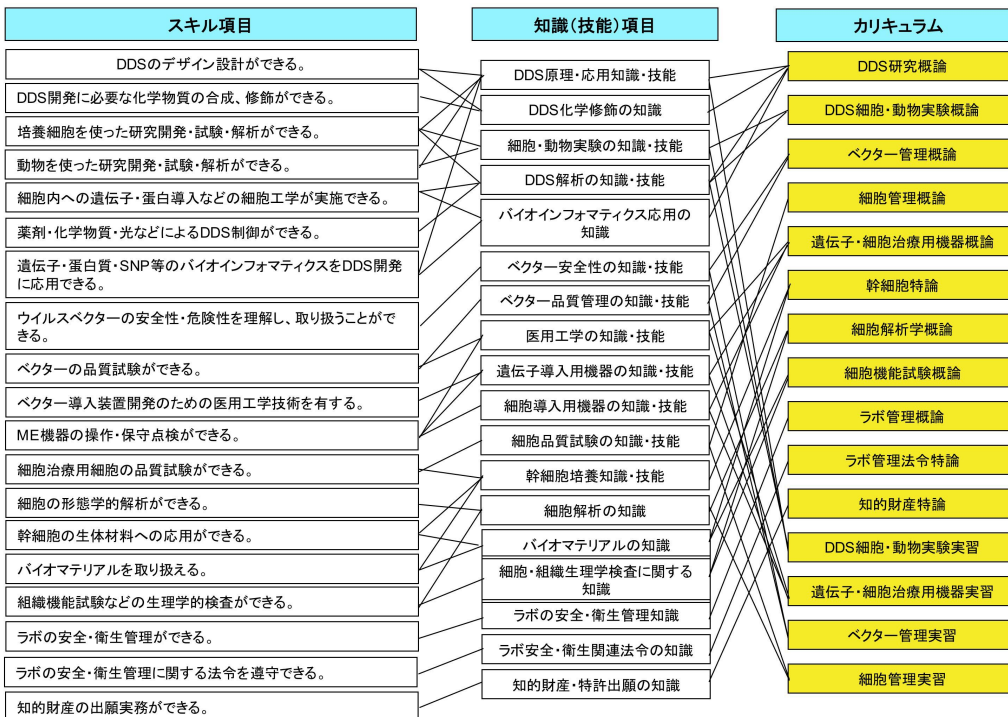 スキル項目
DDSのデザイン設計ができる。
DDS開発に必要な化学物質の合成、修飾ができる。
培養細胞を使った研究開発・試験・解析ができる。
動物を使った研究開発・試験・解析ができる。
細胞内への遺伝子・蛋白導入などの細胞工学が実施できる。
薬剤・化学物質・光などによるDDS制御ができる。
遺伝子・蛋白質・SNP等のバイオインフォマティクスをDDS開発
に応用できる。
ウイルスベクターの安全性・危険性を理解し、取り扱うことがで
きる。
ベクターの品質試験ができる。
ベクター導入装置開発のための医用工学技術を有する。
ME機器の操作・保守点検ができる。
細胞治療用細胞の品質試験ができる。
細胞の形態学的解析ができる。
幹細胞の生体材料への応用ができる。
バイオマテリアルを取り扱える。
組織機能試験などの生理学的検査ができる。
ラボの安全・衛生管理ができる。
ラボの安全・衛生管理に関する法令を遵守できる。
知的財産の出願実務ができる。
知識(技能)項目
DDS原理・応用知識・技能
DDS化学修飾の知識
細胞・動物実験の知識・技能
DDS解析の知識・技能
バイオインフォマティクス応用の
知識
ベクター安全性の知識・技能
ベクター品質管理の知識・技能
医用工学の知識・技能
遺伝子導入用機器の知識・技能
細胞導入用機器の知識・技能
細胞品質試験の知識・技能
幹細胞培養知識・技能
細胞解析の知識
バイオマテリアルの知識
細胞・組織生理学検査に関する
知識
ラボの安全・衛生管理知識
ラボ安全・衛生関連法令の知識
知的財産・特許出願の知識
カリキュラム
DDS研究概論
DDS細胞・動物実験概論
ベクター管理概論
細胞管理概論
遺伝子・細胞治療用機器概論
幹細胞特論
細胞解析学概論
細胞機能試験概論
ラボ管理概論
ラボ管理法令特論
知的財産特論
DDS細胞・動物実験実習
遺伝子・細胞治療用機器実習
ベクター管理実習
細胞管理実習